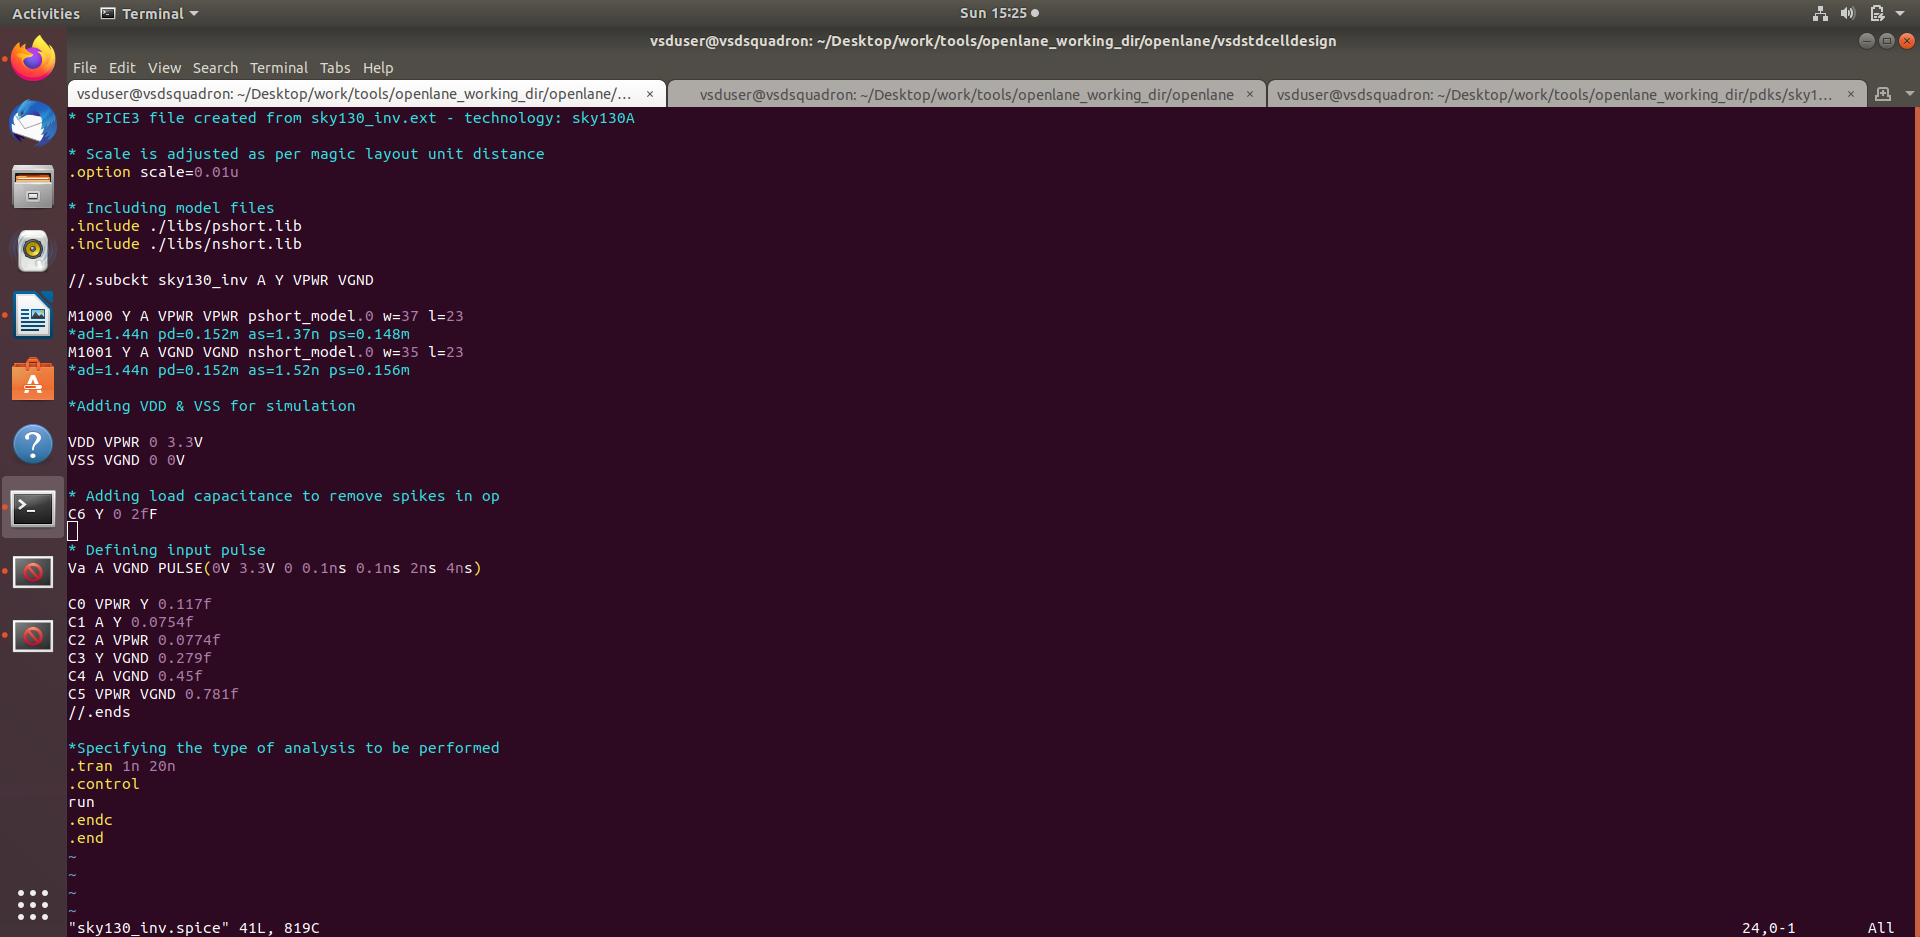 Activities
Terminal
Sun 15:25
vsduser@vsdsquadron: ~/Desktop/work/tools/openlane_working_dir/openlane/vsdstdcelldesign
File Edit View Search Terminal Tabs Help
vsduser@vsdsquadron: ~/Desktop/work/tools/openlane_working_dir/openlane/... ×
vsduser@vsdsquadron: ~/Desktop/work/tools/openlane_working_dir/openlane ×
vsduser@vsdsquadron: ~/Desktop/work/tools/openlane_working_dir/pdks/sky1... ×
* SPICE3 file created from sky130_inv.ext - technology: sky130A
* Scale is adjusted as per magic layout unit distance
.option scale=0.01u
* Including model files
.include ./libs/pshort.lib
.include ./libs/nshort.lib
//.subckt sky130_inv A Y VPWR VGND
M1000 Y A VPWR VPWR pshort_model.0 w=37 l=23
*ad=1.44n pd=0.152m as=1.37n ps=0.148m
M1001 Y A VGND VGND nshort_model.0 w=35 l=23
*ad=1.44n pd=0.152m as=1.52n ps=0.156m
*Adding VDD & VSS for simulation
VDD VPWR 0 3.3V
VSS VGND 0 0V
* Adding load capacitance to remove spikes in op
C6 Y 0 2fF
* Defining input pulse
Va A VGND PULSE(0V 3.3V 0 0.1ns 0.1ns 2ns 4ns)
C0 VPWR Y 0.117f
C1 A Y 0.0754f
C2 A VPWR 0.0774f
C3 Y VGND 0.279f
C4 A VGND 0.45f
C5 VPWR VGND 0.781f
//.ends
*Specifying the type of analysis to be performed
.tran 1n 20n
.control
run
.endc
.end
~
~
~
~
"sky130_inv.spice" 41L, 819C
24,0-1
All